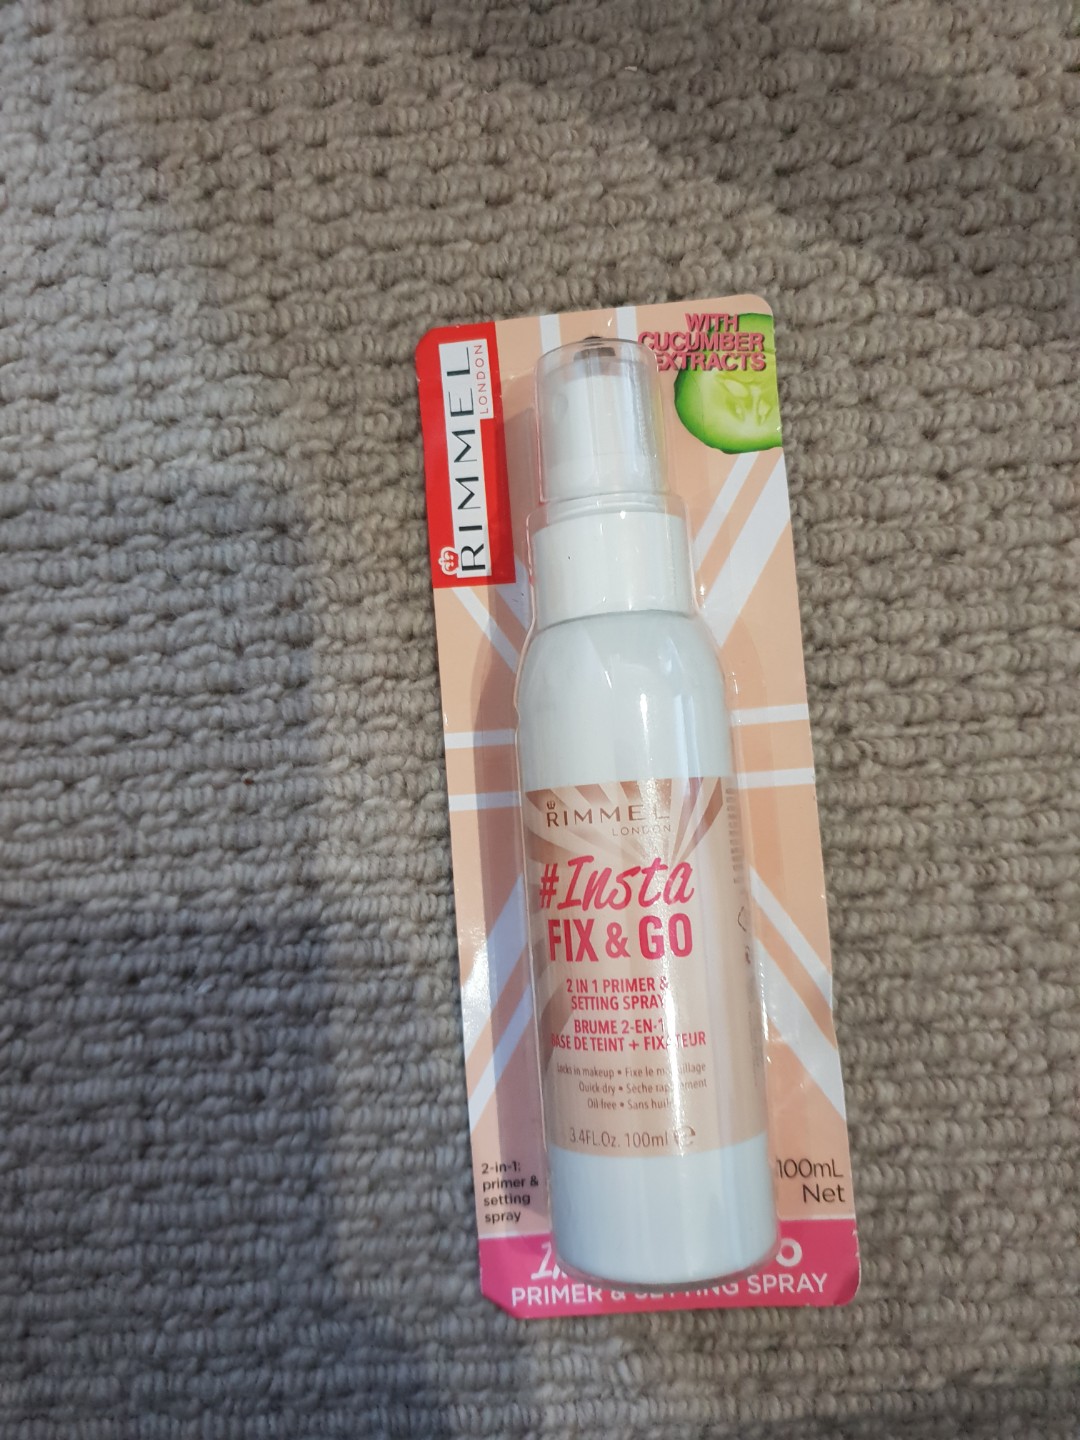 RIMMEL
LONDON
WITH
CUCUMBER
EXTRACTS
RIMMEL
LONDON
#Insta
FIX & GO
2 IN 1 PRIMER &
SETTING SPRAY
BRUME 2-EN-1
BASE DE TEINT + FIXATEUR
Locks in makeup • Fixe le maquillage
Quick dry • Sèche rapidement
Oil-free • Sans huile
3.4FL.Oz. 100ml e
2-in-1:
primer &
setting
spray
100mL
Net
PRIMER & SETTING SPRAY